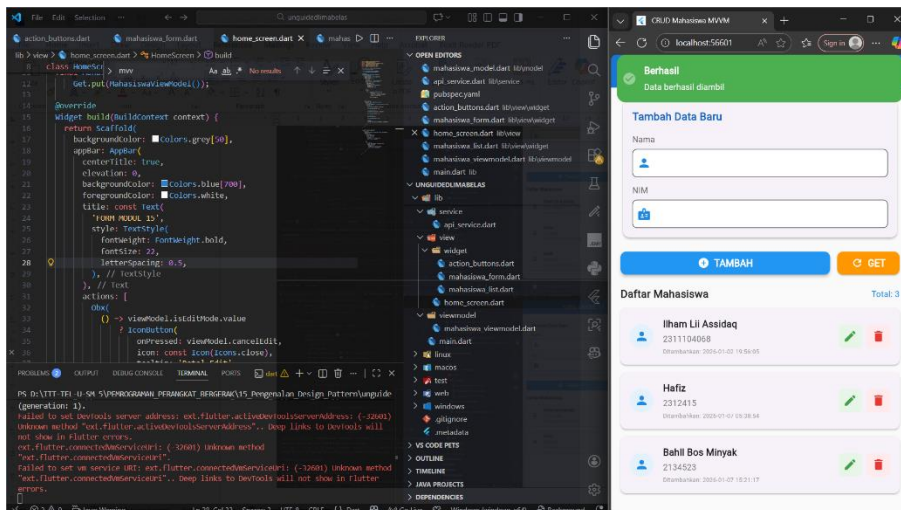 File Edit Selection ...
unguidedlimabelas
action_buttons.dart mahasiswa_form.dart home_screen.dart X mahas
lib > view > home_screen.dart > HomeScreen > build
mvv Aa ab .* No results
Get.put(MahasiswaViewModel());
@override
Widget build(BuildContext context) {
return Scaffold(
backgroundColor: Colors.grey[50],
appBar: AppBar(
centerTitle: true,
elevation: 0,
backgroundColor: Colors.blue[700],
foregroundColor: Colors.white,
title: const Text(
'FORM MODUL 15',
style: TextStyle(
fontWeight: FontWeight.bold,
fontSize: 22,
letterSpacing: 0.5,
), // TextStyle
), // Text
actions: [
Obx(
() => viewModel.isEditMode.value
? IconButton(
onPressed: viewModel.cancelEdit,
icon: const Icon(Icons.close),
PROBLEMS OUTPUT DEBUG CONSOLE TERMINAL PORTS dart
PS D:\ITT-TEL-U-SM 5\PEMROGRAMAN_PERANGKAT_BERGERAK\15_Pengenalan_Design_Pattern\unguide
(generation: 1).
Failed to set DevTools server address: ext.flutter.activeDevToolsServerAddress: (-32601)
Unknown method "ext.flutter.activeDevToolsServerAddress".. Deep links to DevTools will
not show in Flutter errors.
ext.flutter.connectedVmServiceUri: (-32601) Unknown method
"ext.flutter.connectedVmServiceUri".
Failed to set vm service URI: ext.flutter.connectedVmServiceUri: (-32601) Unknown method
"ext.flutter.connectedVmServiceUri".. Deep links to DevTools will not show in Flutter
errors.
EXPLORER
OPEN EDITORS
mahasiswa_model.dart lib\model
api_service.dart lib\service
pubspec.yaml
action_buttons.dart lib\view\widget
mahasiswa_form.dart lib\view\widget
X home_screen.dart lib\view
mahasiswa_list.dart lib\view\widget
mahasiswa_viewmodel.dart lib\viewmodel
main.dart lib
UNGUIDEDLIMABELAS
lib
service
api_service.dart
view
widget
action_buttons.dart
mahasiswa_form.dart
mahasiswa_list.dart
home_screen.dart
viewmodel
mahasiswa_viewmodel.dart
main.dart
linux
macos
test
web
windows
.gitignore
.metadata
VS CODE PETS
OUTLINE
TIMELINE
JAVA PROJECTS
DEPENDENCIES
CRUD Mahasiswa MVVM
localhost:56601
Sign in
Berhasil
Data berhasil diambil
Tambah Data Baru
Nama
NIM
TAMBAH
GET
Daftar Mahasiswa
Total: 3
Ilham Lii Assidaq
2311104068
Ditambahkan: 2026-01-02 19:56:05
Hafiz
2312415
Bahll Bos Minyak
2134523